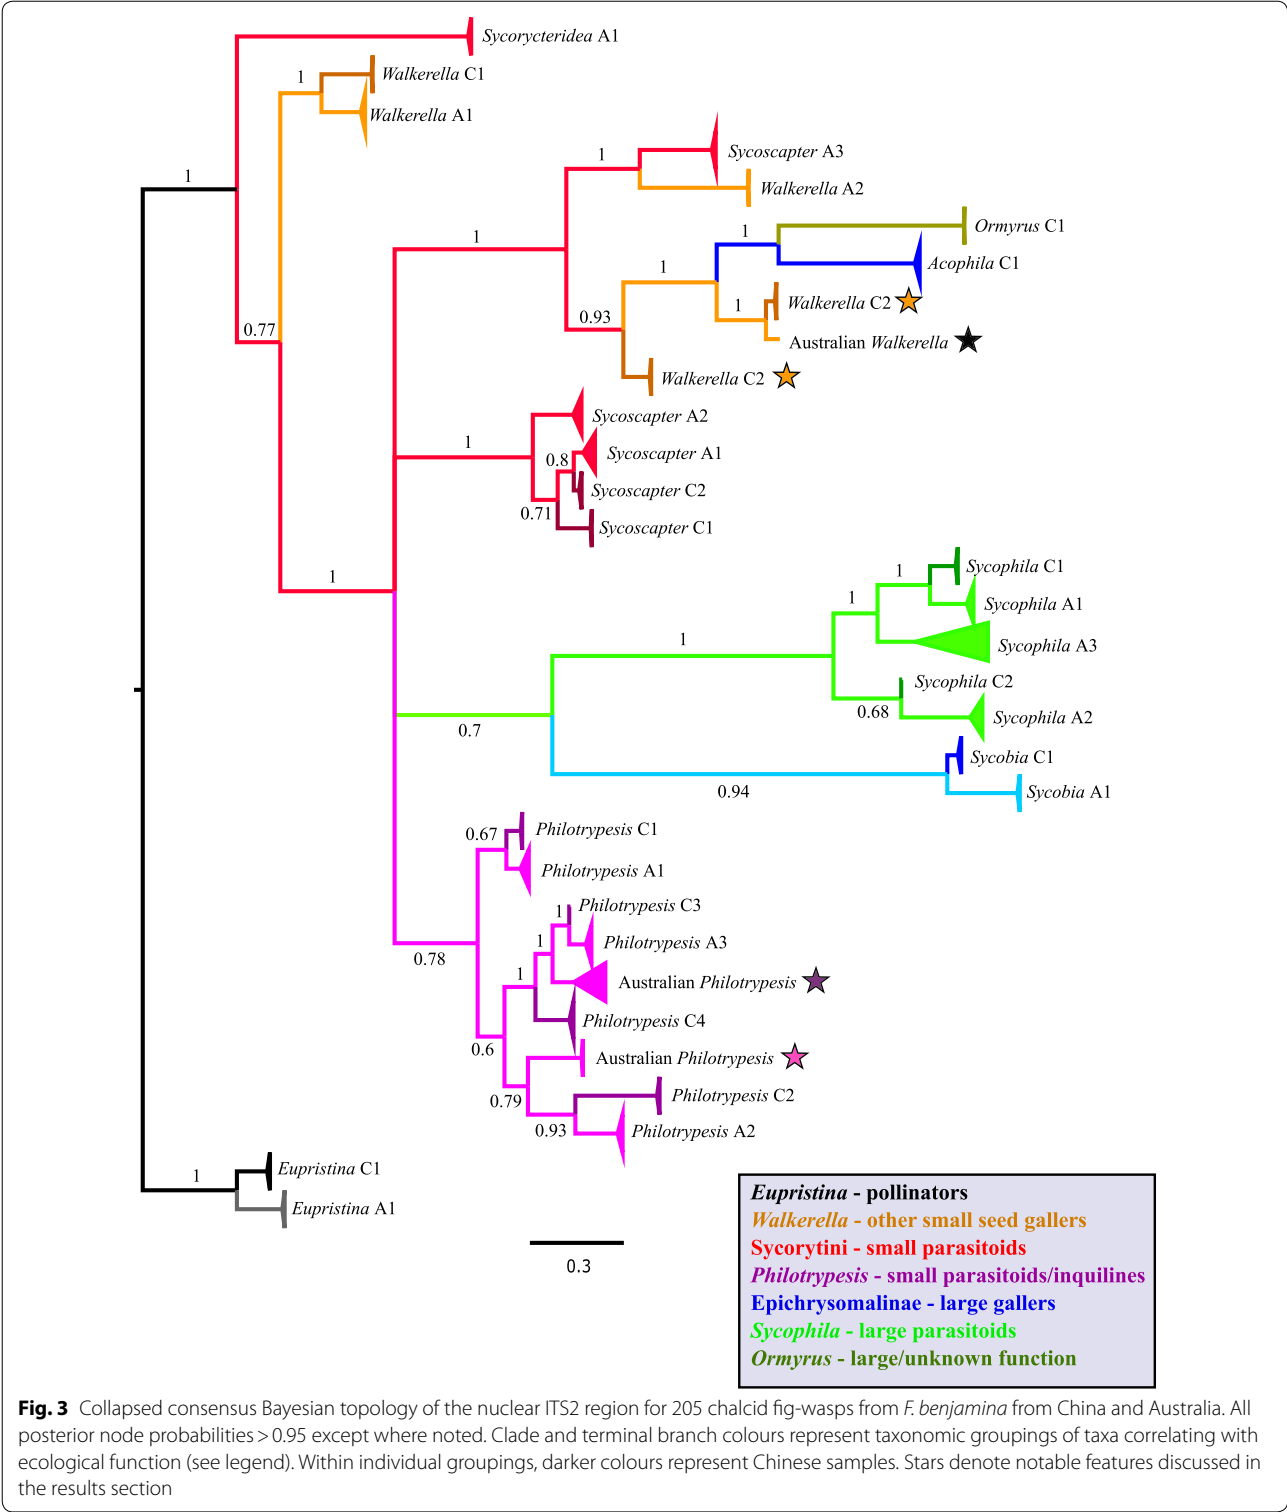 Sycorycteridea A1
1
Walkerella C1
Walkerella A1
1
Sycoscapter A3
1
Walkerella A2
Ormyrus C1
1
Acophila C1
1
1
Walkerella C2
1
0.93
Australian Walkerella
0.77
Walkerella C2
Sycoscapter A2
1
Sycoscapter A1
0.8
Sycoscapter C2
0.71
Sycoscapter C1
1
Sycophila C1
1
Sycophila A1
1
1
Sycophila A3
Sycophila C2
0.68
Sycophila A2
0.7
Sycobia C1
0.94
Sycobia A1
0.67
Philotrypesis C1
Philotrypesis A1
Philotrypesis C3
1
1
Philotrypesis A3
0.78
1
Australian Philotrypesis
Philotrypesis C4
0.6
Australian Philotrypesis
0.79
Philotrypesis C2
0.93
Philotrypesis A2
1
Eupristina C1
Eupristina A1
0.3
Eupristina - pollinators
Walkerella - other small seed gallers
Sycorytini - small parasitoids
Philotrypesis - small parasitoids/inquilines
Epichrysomalinae - large gallers
Sycophila - large parasitoids
Ormyrus - large/unknown function
Fig. 3 Collapsed consensus Bayesian topology of the nuclear ITS2 region for 205 chalcid fig-wasps from F. benjamina from China and Australia. All
posterior node probabilities > 0.95 except where noted. Clade and terminal branch colours represent taxonomic groupings of taxa correlating with
ecological function (see legend). Within individual groupings, darker colours represent Chinese samples. Stars denote notable features discussed in
the results section